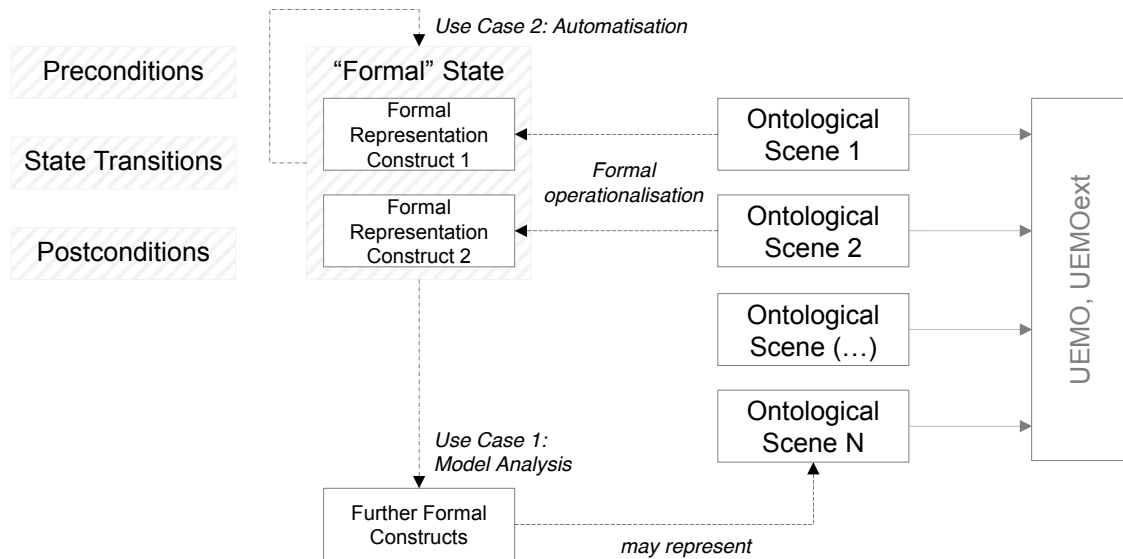 Use Case 2: Automatisation
Preconditions
State Transitions
Postconditions
“Formal” State
Formal
Representation
Construct 1
Formal
Representation
Construct 2
Formal
operationalisation
Ontological
Scene 1
Ontological
Scene 2
Ontological
Scene (…)
Ontological
Scene N
UEMO, UEMOext
Use Case 1:
Model Analysis
Further Formal
Constructs
may represent